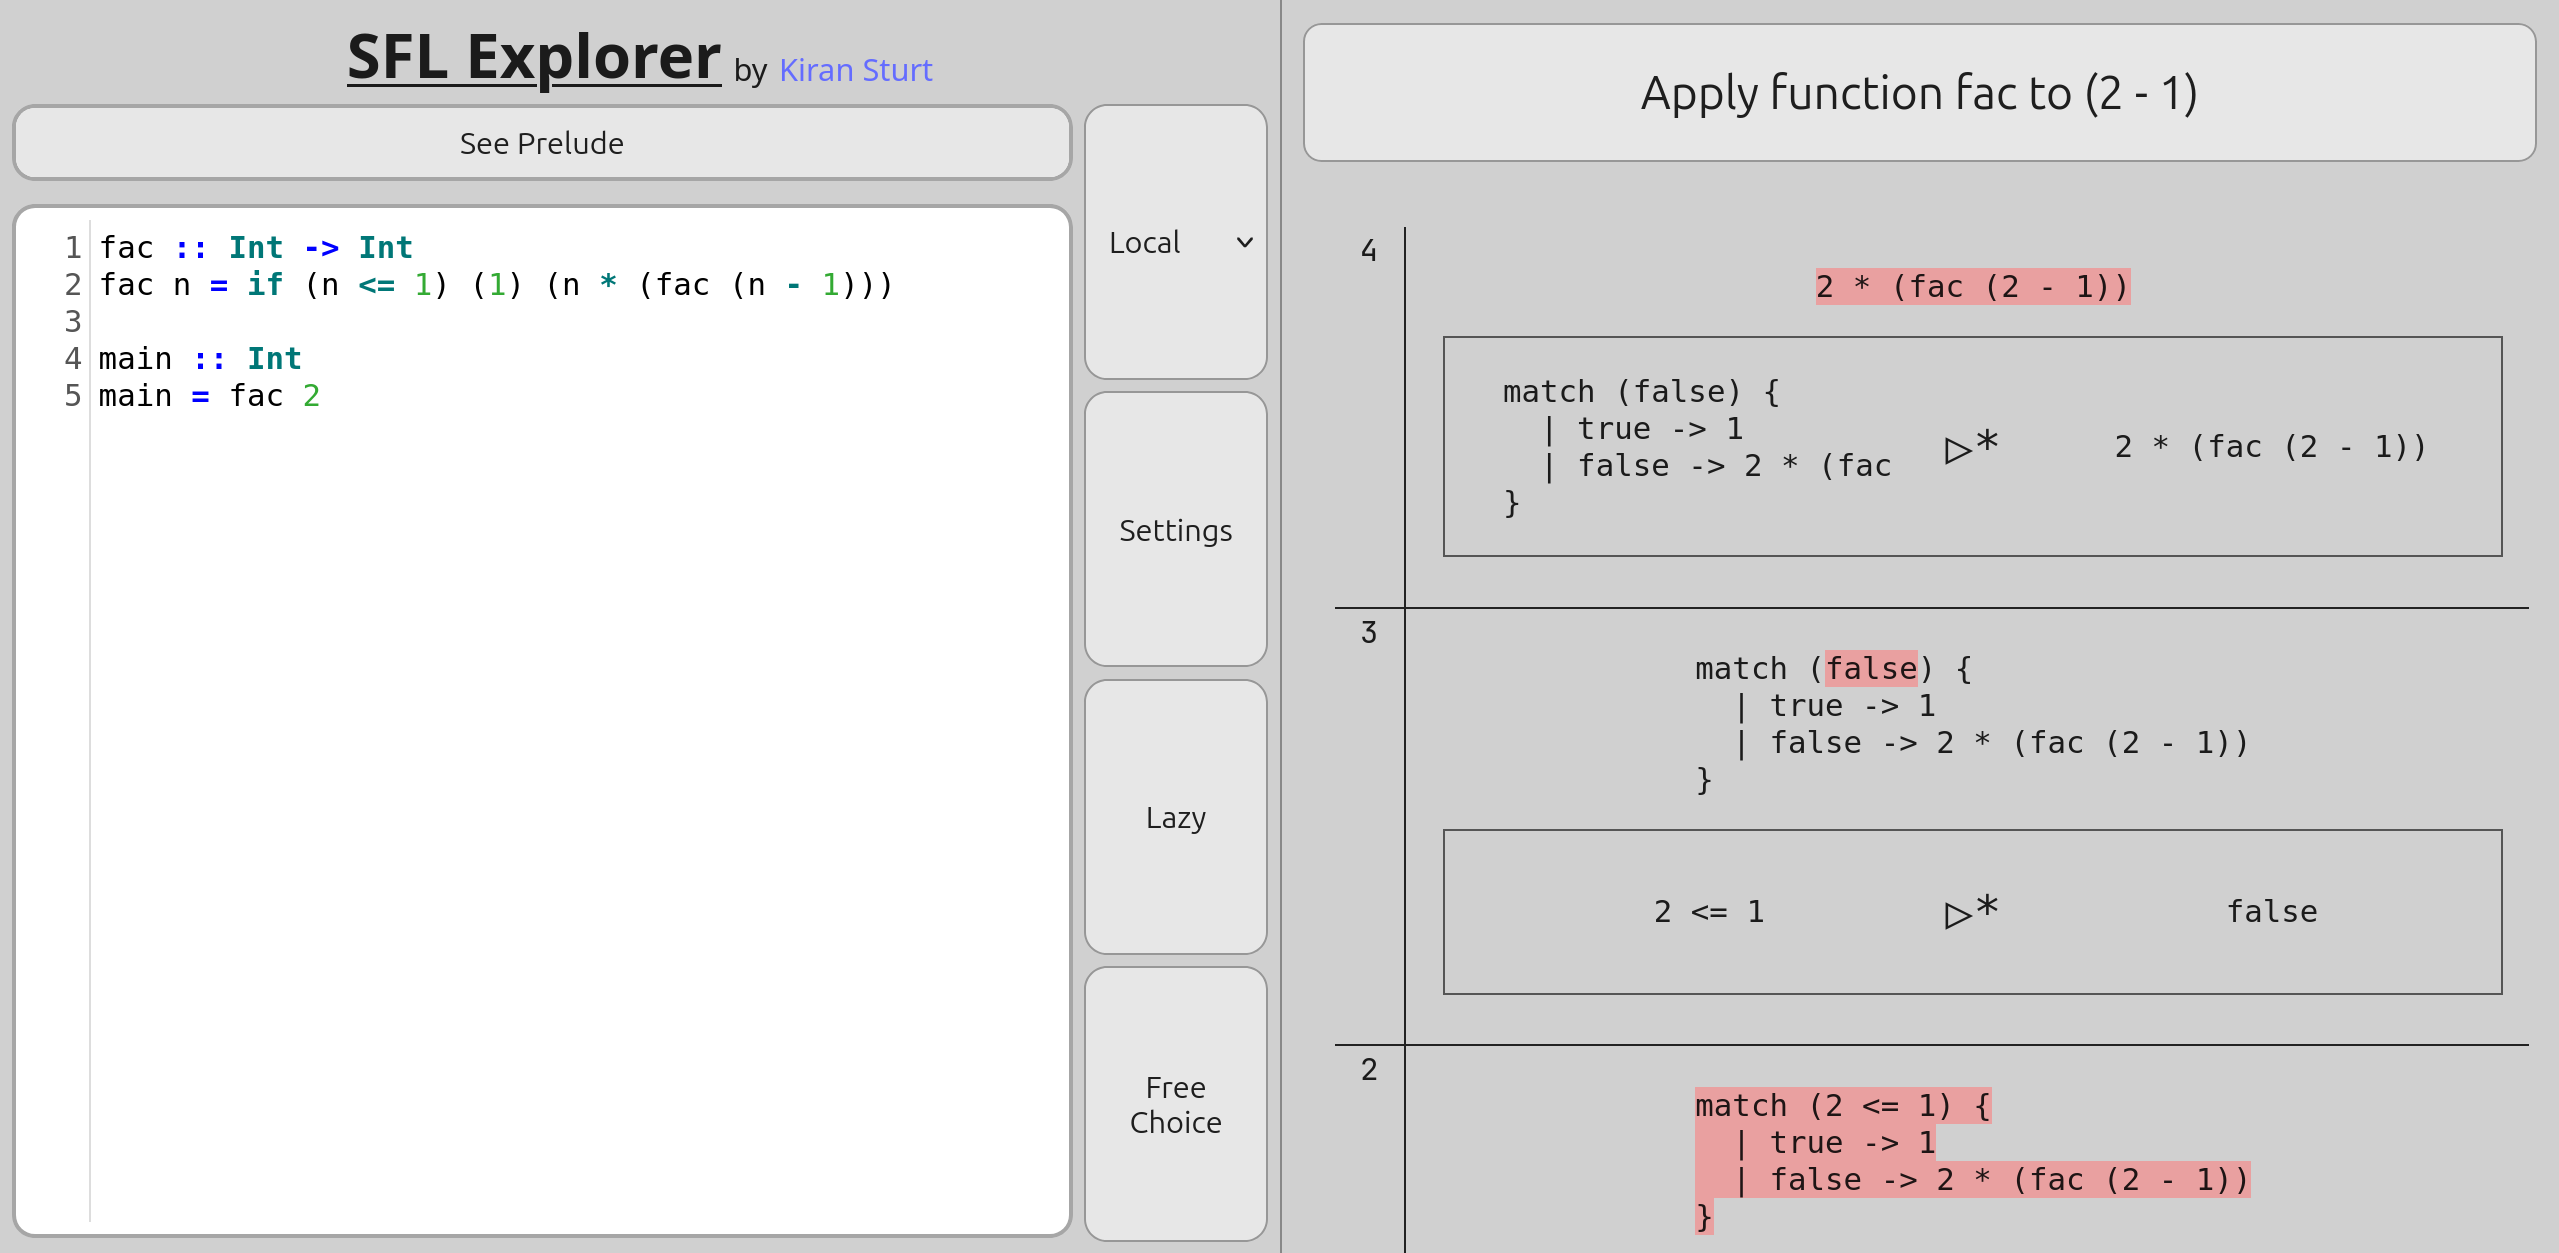 SFL Explorer by Kiran Sturt
See Prelude
1 fac :: Int -> Int
2 fac n = if (n <= 1) (1) (n * (fac (n - 1)))
3
4 main :: Int
5 main = fac 2
Local
Settings
Lazy
Free
Choice
Apply function fac to (2 - 1)
4
2 * (fac (2 - 1))
match (false) {
  | true -> 1
  | false -> 2 * (fac
}
▷*
2 * (fac (2 - 1))
3
match (false) {
  | true -> 1
  | false -> 2 * (fac (2 - 1))
}
2 <= 1 ▷* false
2
match (2 <= 1) {
  | true -> 1
  | false -> 2 * (fac (2 - 1))
}